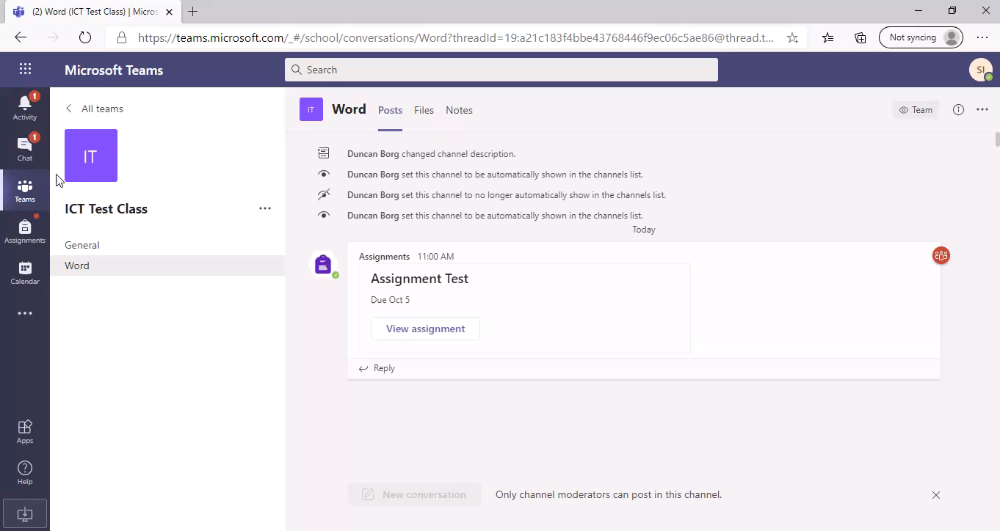 (2) Word (ICT Test Class) | Micros
https://teams.microsoft.com/_#/school/conversations/Word?threadId=19:a21c183f4bbe43768446f9ec06c5ae86@thread.t...
Not syncing
Microsoft Teams
Search
SI
1
Activity
1
Chat
Teams
Assignments
Calendar
Apps
Help
All teams
IT
ICT Test Class
General
Word
IT
Word
Posts
Files
Notes
Team
Duncan Borg changed channel description.
Duncan Borg set this channel to be automatically shown in the channels list.
Duncan Borg set this channel to no longer automatically show in the channels list.
Duncan Borg set this channel to be automatically shown in the channels list.
Today
Assignments 11:00 AM
Assignment Test
Due Oct 5
View assignment
Reply
New conversation
Only channel moderators can post in this channel.